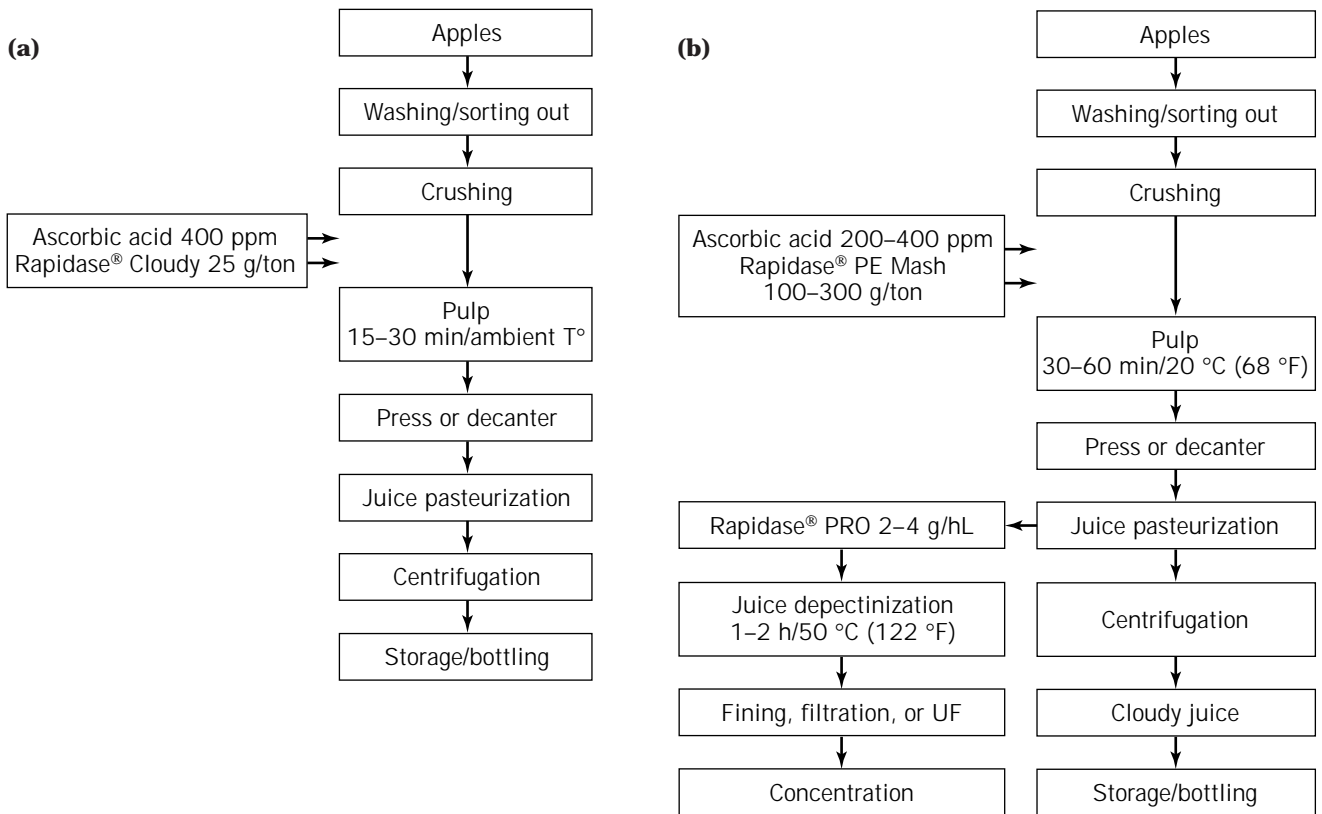 (a)
Apples
Washing/sorting out
Crushing
Ascorbic acid 400 ppm
Rapidase® Cloudy 25 g/ton
Pulp
15–30 min/ambient T°
Press or decanter
Juice pasteurization
Centrifugation
Storage/bottling
(b)
Apples
Washing/sorting out
Crushing
Ascorbic acid 200–400 ppm
Rapidase® PE Mash
100–300 g/ton
Pulp
30–60 min/20 °C (68 °F)
Press or decanter
Juice pasteurization
Rapidase® PRO 2–4 g/hL
Juice depectinization
1–2 h/50 °C (122 °F)
Fining, filtration, or UF
Concentration
Centrifugation
Cloudy juice
Storage/bottling